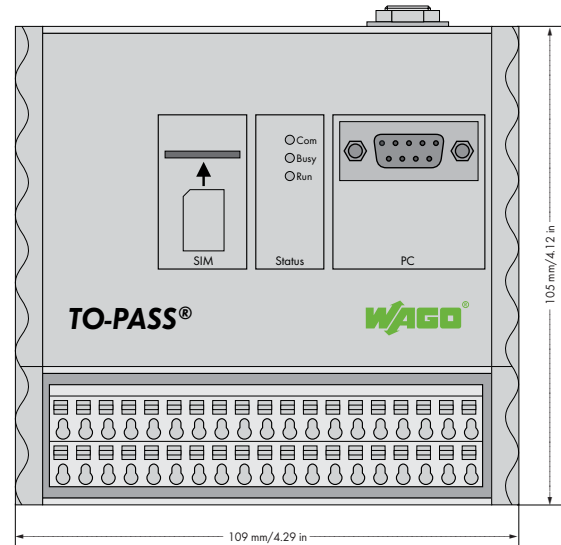 Com
Busy
Run
SIM
Status
PC
TO-PASS®
WAGO®
105 mm/4.12 in
109 mm/4.29 in